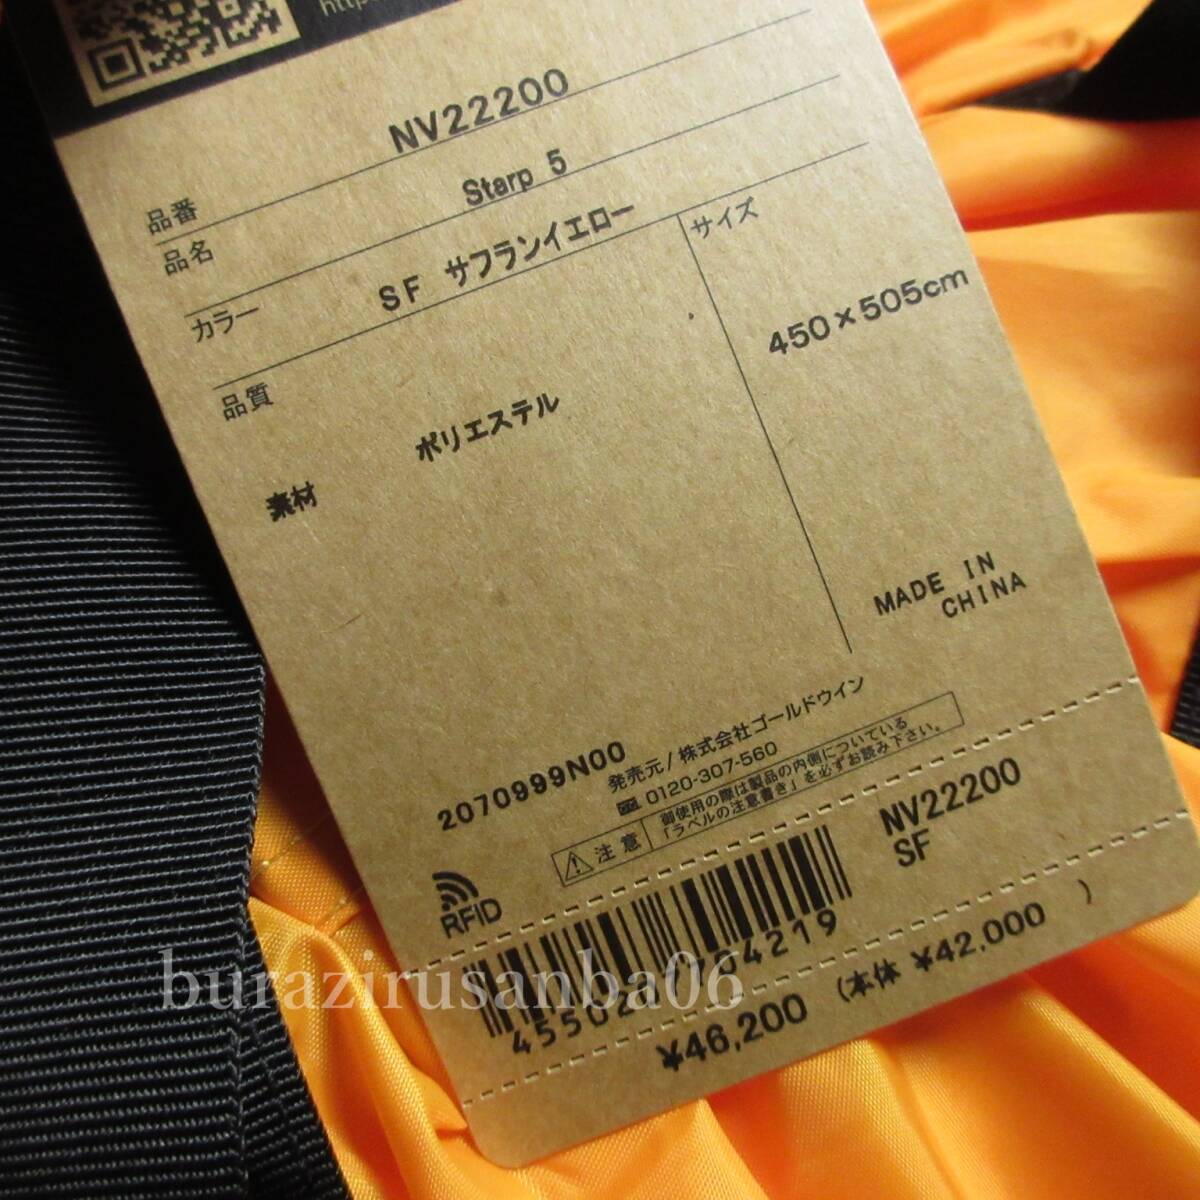 品番 NV22200
品名 Starp 5
カラー SF サフランイエロー
品質
サイズ
450×505cm
素材 ポリエステル
MADE IN
CHINA
2070999N00
発売元/株式会社ゴールドウイン
0120-307-560
注意
御使用の際は製品の内側についている
「ラベルの注意書き」を必ずお読み下さい。
RFID
NV22200
SF
¥46,200 (本体 ¥42,000 )
burazirusanba06